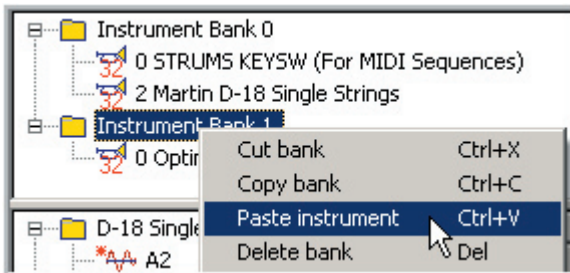 Instrument Bank 0
32 0 STRUMS KEYSW (For MIDI Sequences)
32 2 Martin D-18 Single Strings
Instrument Bank 1
32 0 Optin
Cut bank Ctrl+X
Copy bank Ctrl+C
Paste instrument Ctrl+V
D-18 Single
Delete bank Del
A2